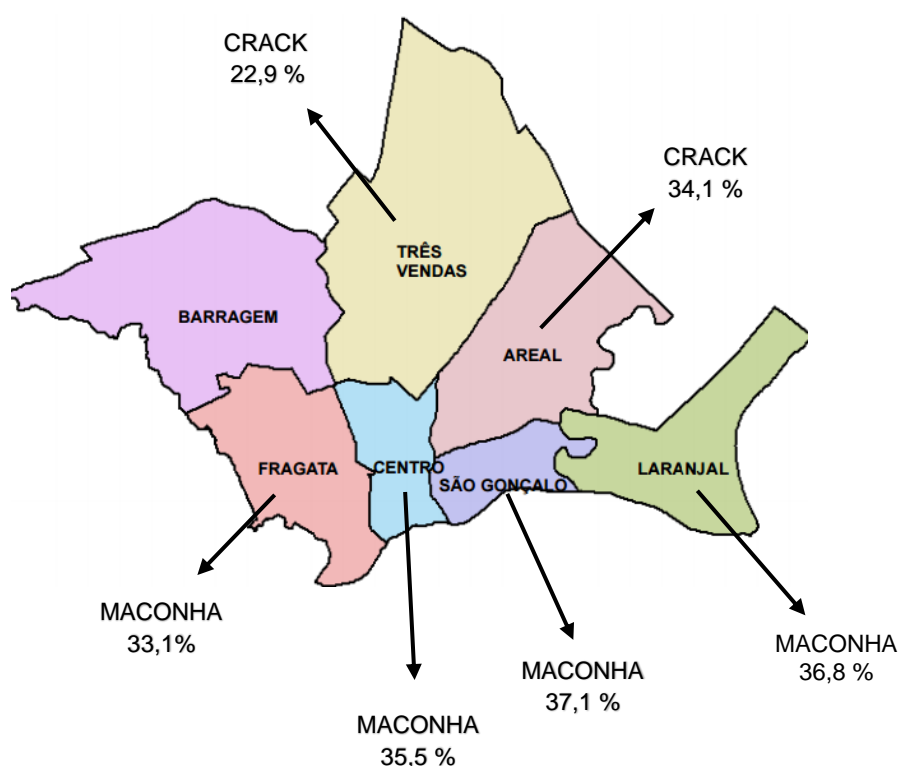 CRACK
22,9 %
CRACK
34,1 %
TRÊS
VENDAS
BARRAGEM
AREAL
FRAGATA
CENTRO
SÃO GONÇALO
LARANJAL
MACONHA
33,1%
MACONHA
35,5 %
MACONHA
37,1 %
MACONHA
36,8 %